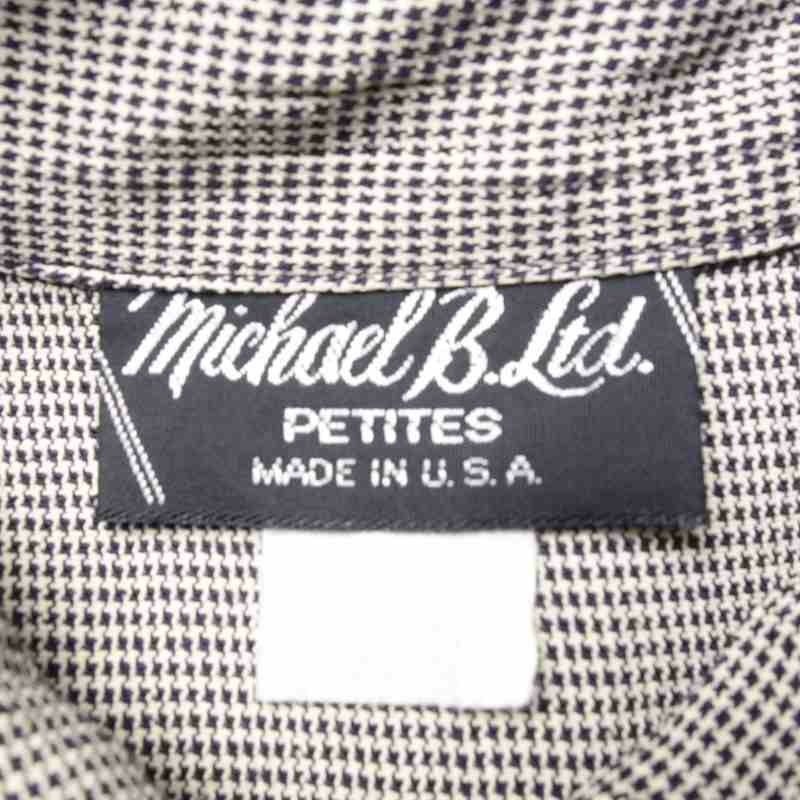 Michael B. Ltd.
PETITES
MADE IN U.S.A.